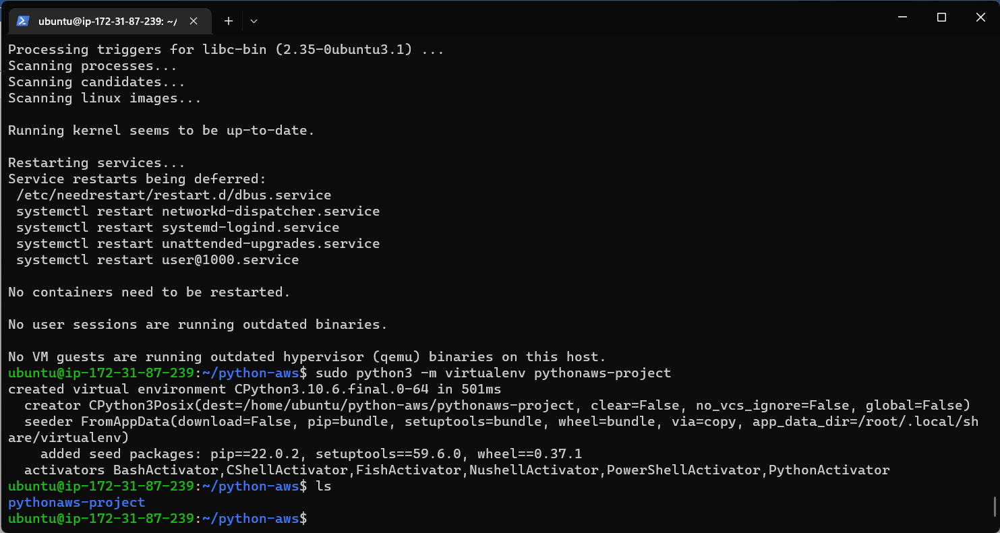 ubuntu@ip-172-31-87-239: ~/
Processing triggers for libc-bin (2.35-0ubuntu3.1) ...
Scanning processes...
Scanning candidates...
Scanning linux images...
Running kernel seems to be up-to-date.
Restarting services...
Service restarts being deferred:
 /etc/needrestart/restart.d/dbus.service
 systemctl restart networkd-dispatcher.service
 systemctl restart systemd-logind.service
 systemctl restart unattended-upgrades.service
 systemctl restart user@1000.service
No containers need to be restarted.
No user sessions are running outdated binaries.
No VM guests are running outdated hypervisor (qemu) binaries on this host.
ubuntu@ip-172-31-87-239:~/python-aws$ sudo python3 -m virtualenv pythonaws-project
created virtual environment CPython3.10.6.final.0-64 in 501ms
  creator CPython3Posix(dest=/home/ubuntu/python-aws/pythonaws-project, clear=False, no_vcs_ignore=False, global=False)
  seeder FromAppData(download=False, pip=bundle, setuptools=bundle, wheel=bundle, via=copy, app_data_dir=/root/.local/sh
are/virtualenv)
    added seed packages: pip==22.0.2, setuptools==59.6.0, wheel==0.37.1
  activators BashActivator,CShellActivator,FishActivator,NushellActivator,PowerShellActivator,PythonActivator
ubuntu@ip-172-31-87-239:~/python-aws$ ls
pythonaws-project
ubuntu@ip-172-31-87-239:~/python-aws$